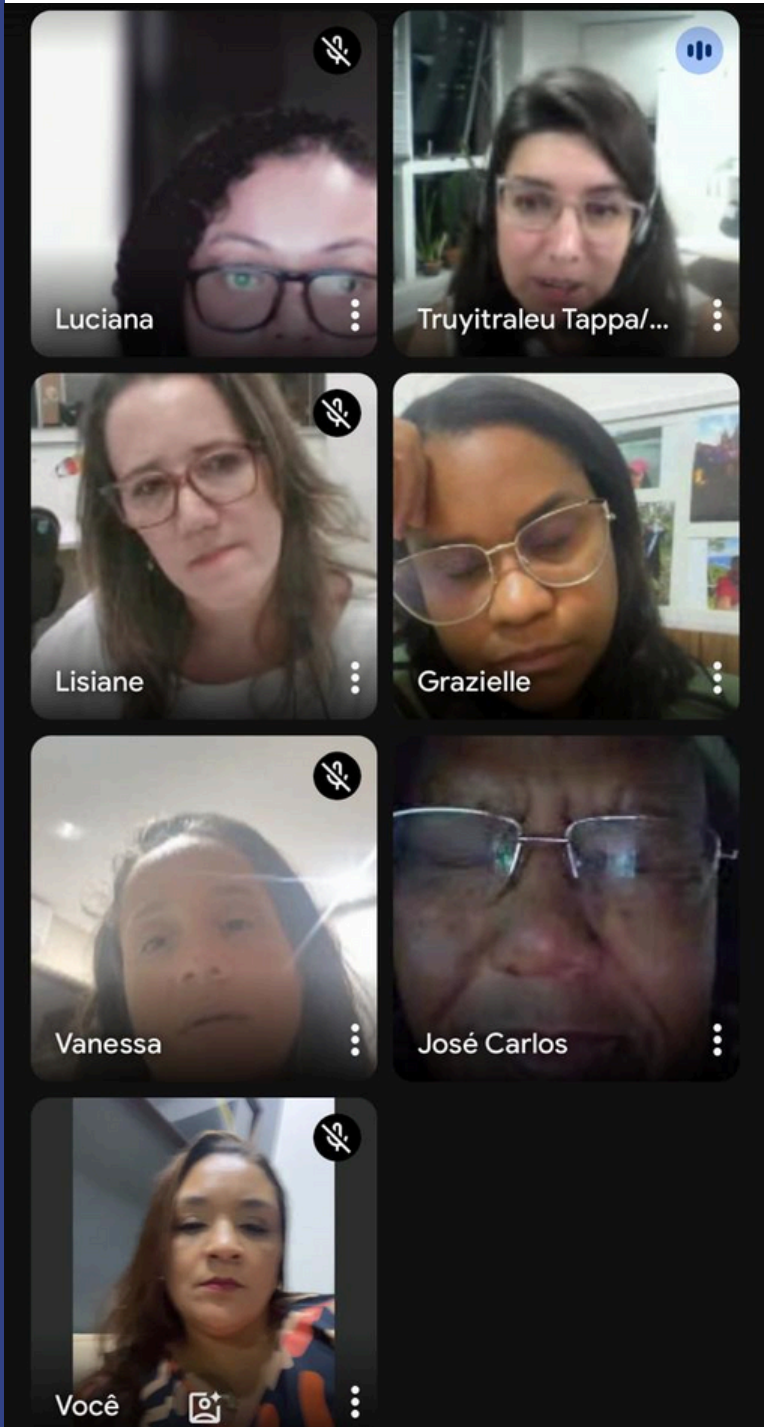 Luciana
Truyitraleu Tappa/...
Lisiane
Grazielle
Vanessa
José Carlos
Você